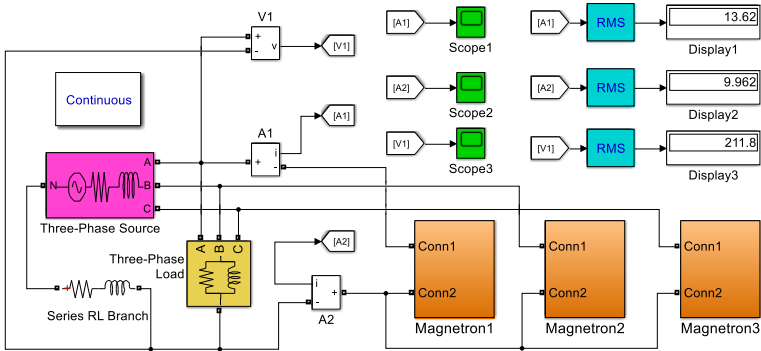 V1
+
-
v
[V1]
[A1]
Scope1
[A1]
RMS
13.62
Display1
Continuous
[A2]
Scope2
[A2]
RMS
9.962
Display2
A1
+
i
-
[A1]
[V1]
Scope3
[V1]
RMS
211.8
Display3
N
A
B
C
Three-Phase Source
A B C
Three-Phase
Load
[A2]
i
-
+
A2
+
Series RL Branch
Conn1
Conn2
Magnetron1
Conn1
Conn2
Magnetron2
Conn1
Conn2
Magnetron3